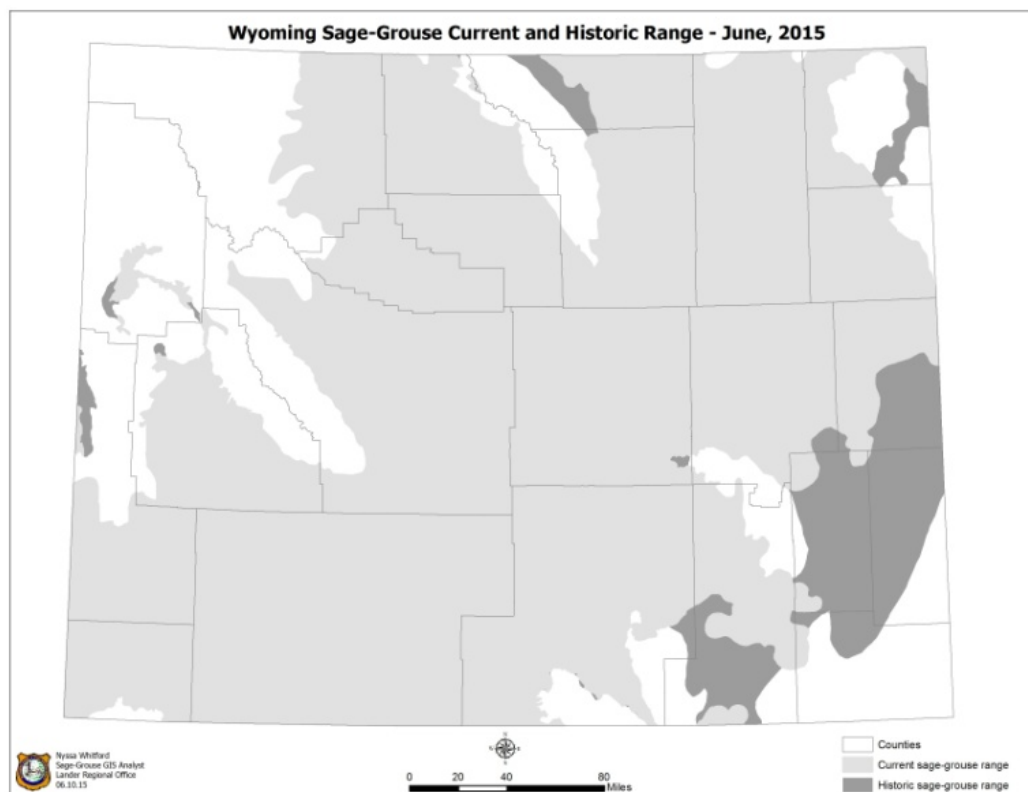 Wyoming Sage-Grouse Current and Historic Range - June, 2015
Nyssa Whitford
Sage-Grouse GIS Analyst
Lander Regional Office
06.10.15
0 20 40 80
Miles
Counties
Current sage-grouse range
Historic sage-grouse range